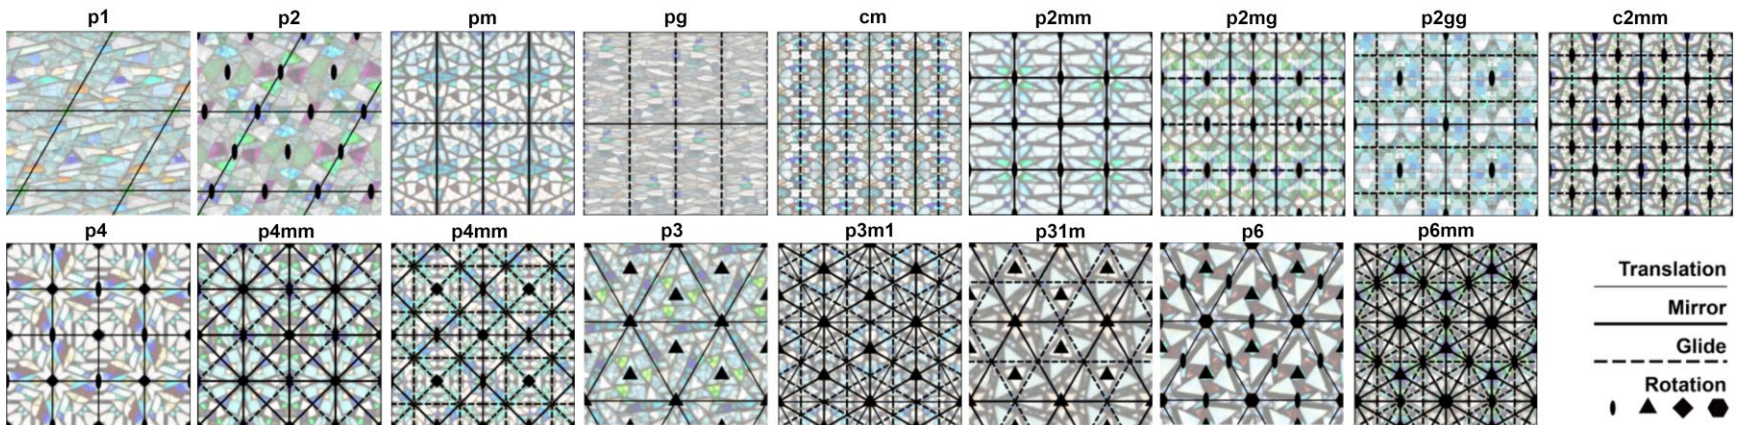 p1 p2 pm pg cm p2mm p2mg p2gg c2mm
p4 p4mm p4mm p3 p3m1 p31m p6 p6mm
Translation
Mirror
Glide
Rotation